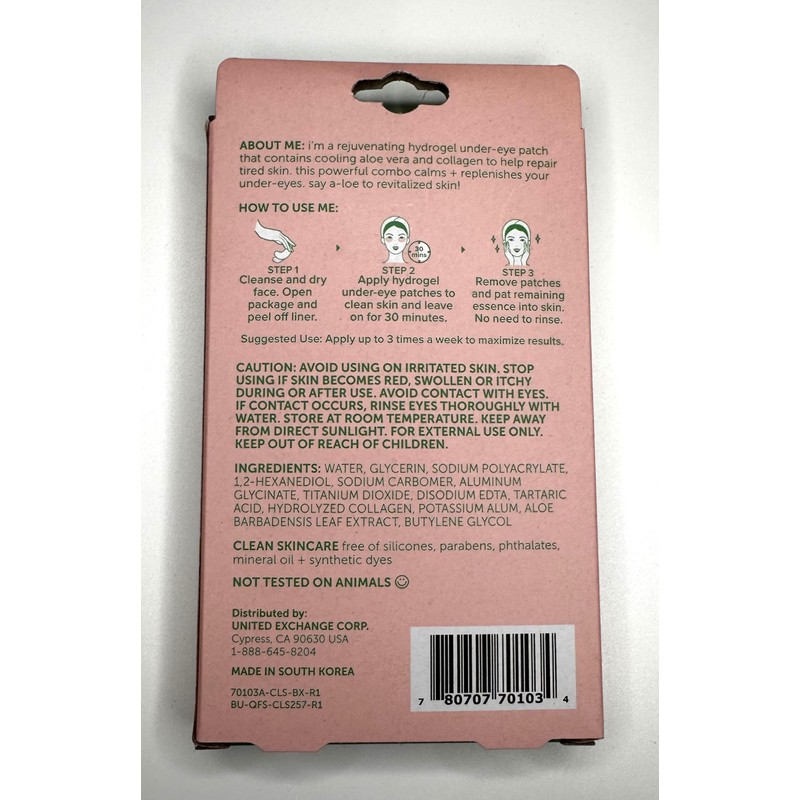 ABOUT ME: i'm a rejuvenating hydrogel under-eye patch
that contains cooling aloe vera and collagen to help repair
tired skin. this powerful combo calms + replenishes your
under-eyes. say a-loe to revitalized skin!
HOW TO USE ME:
30
mins
STEP 1
Cleanse and dry
face. Open
package and
peel off liner.
STEP 2
Apply hydrogel
under-eye patches to
clean skin and leave
on for 30 minutes.
STEP 3
Remove patches
and pat remaining
essence into skin.
No need to rinse.
Suggested Use: Apply up to 3 times a week to maximize results.
CAUTION: AVOID USING ON IRRITATED SKIN. STOP
USING IF SKIN BECOMES RED, SWOLLEN OR ITCHY
DURING OR AFTER USE. AVOID CONTACT WITH EYES.
IF CONTACT OCCURS, RINSE EYES THOROUGHLY WITH
WATER. STORE AT ROOM TEMPERATURE. KEEP AWAY
FROM DIRECT SUNLIGHT. FOR EXTERNAL USE ONLY.
KEEP OUT OF REACH OF CHILDREN.
INGREDIENTS: WATER, GLYCERIN, SODIUM POLYACRYLATE,
1,2-HEXANEDIOL, SODIUM CARBOMER, ALUMINUM
GLYCINATE, TITANIUM DIOXIDE, DISODIUM EDTA, TARTARIC
ACID, HYDROLYZED COLLAGEN, POTASSIUM ALUM, ALOE
BARBADENSIS LEAF EXTRACT, BUTYLENE GLYCOL
CLEAN SKINCARE free of silicones, parabens, phthalates,
mineral oil + synthetic dyes
NOT TESTED ON ANIMALS
Distributed by:
UNITED EXCHANGE CORP.
Cypress, CA 90630 USA
1-888-645-8204
MADE IN SOUTH KOREA
70103A-CLS-BX-R1
BU-QFS-CLS257-R1
7 80707 70103 4